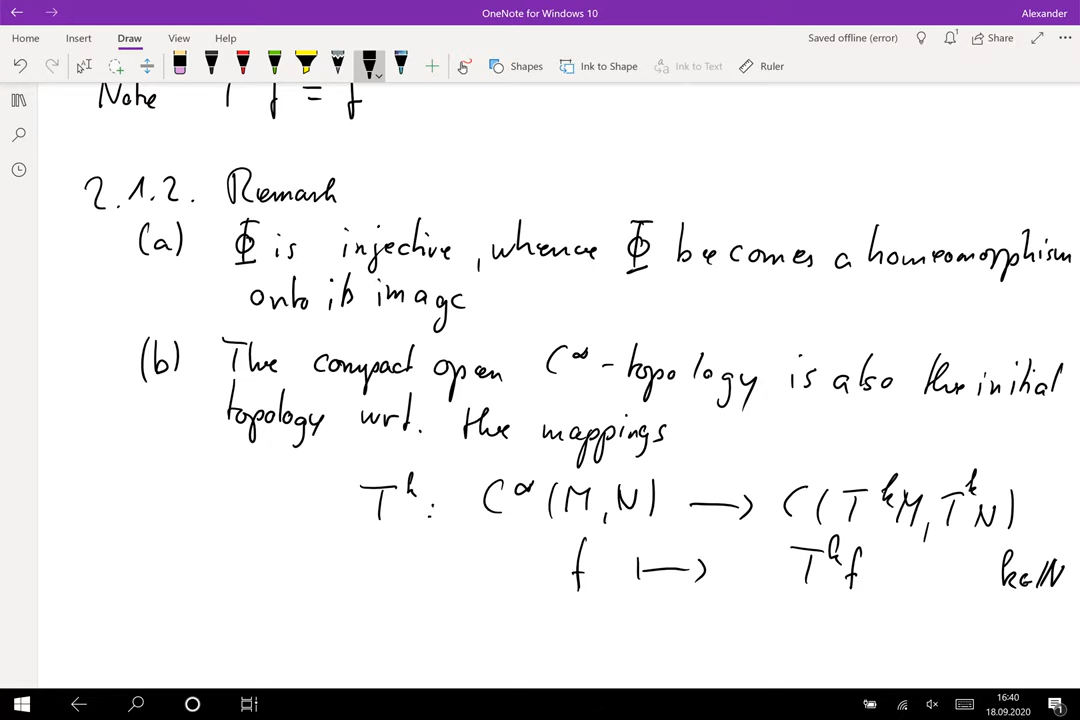 OneNote for Windows 10
Alexander
Home Insert Draw View Help
Saved offline (error)
Share
Shapes
Ink to Shape
Ink to Text
Ruler
Note T f = f
2.1.2. Remark
(a) Φ is injective, whence Φ becomes a homeomorphism
onto its image
(b) The compact open C^∞-topology is also the initial
topology wrt. the mappings
T^k : C^∞(M,N) ⟶ C(T^kM, T^kN)
f ⟼ T^kf k∈ℕ
16:40
18.09.2020
1